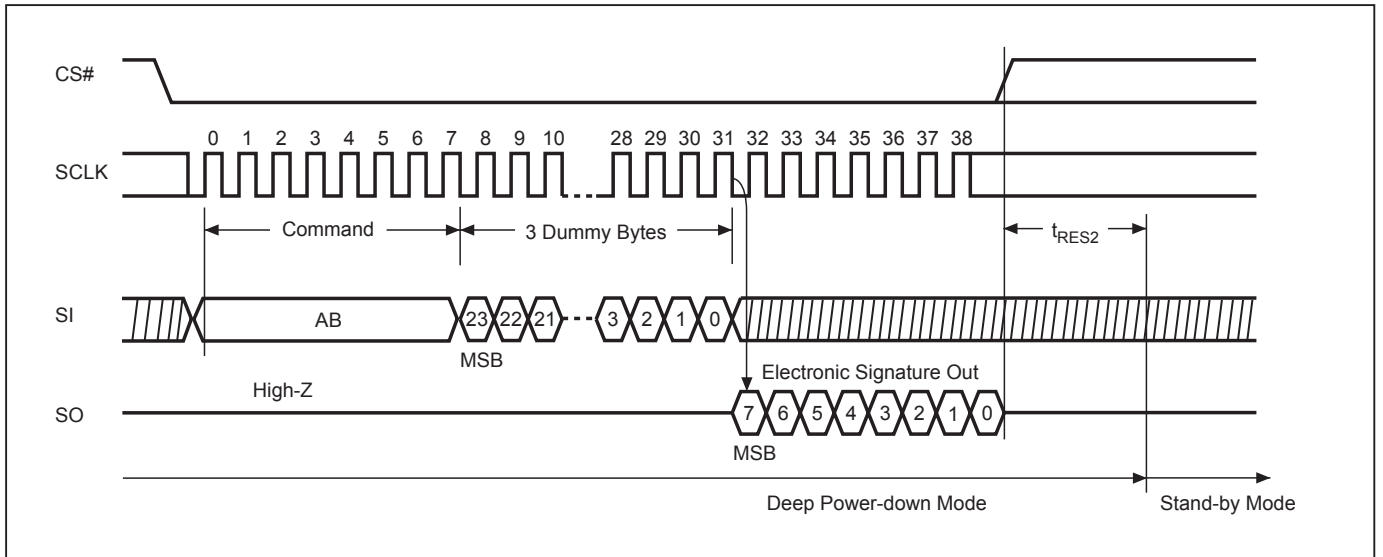 CS#
0 1 2 3 4 5 6 7 8 9 10 28 29 30 31 32 33 34 35 36 37 38
SCLK
Command 3 Dummy Bytes tRES2
SI AB 23 22 21 3 2 1 0
MSB
Electronic Signature Out
High-Z
SO 7 6 5 4 3 2 1 0
MSB
Deep Power-down Mode Stand-by Mode